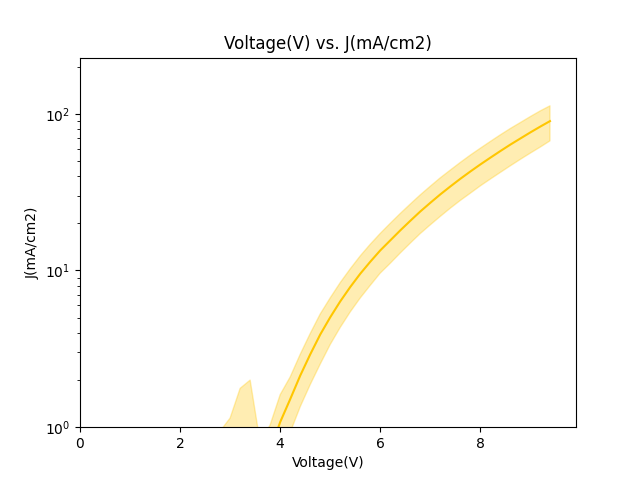 Voltage(V) vs. J(mA/cm2)
J(mA/cm2)
10²
10¹
10⁰
0 2 4 6 8
Voltage(V)